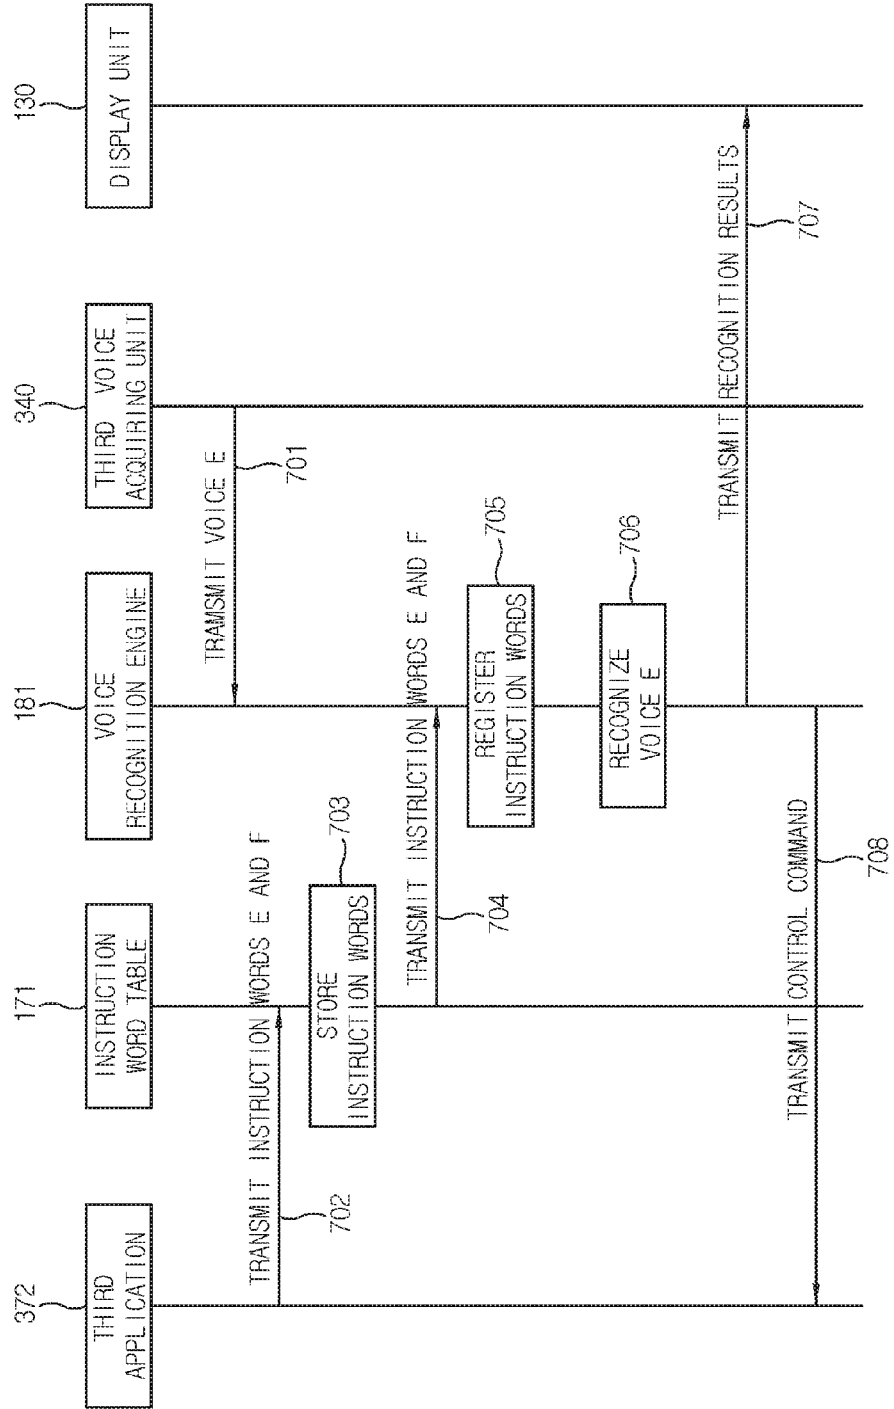 372
THIRD
APPLICATION
171
INSTRUCTION
WORD TABLE
181
VOICE
RECOGNITION ENGINE
340
THIRD VOICE
ACQUIRING UNIT
130
DISPLAY UNIT
TRAMSMIT VOICE E
701
TRANSMIT INSTRUCTION WORDS E AND F
702
STORE
INSTRUCTION WORDS
703
TRANSMIT INSTRUCTION WORDS E AND F
704
REGISTER
INSTRUCTION WORDS
705
RECOGNIZE
VOICE E
706
TRANSMIT RECOGNITION RESULTS
707
TRANSMIT CONTROL COMMAND
708